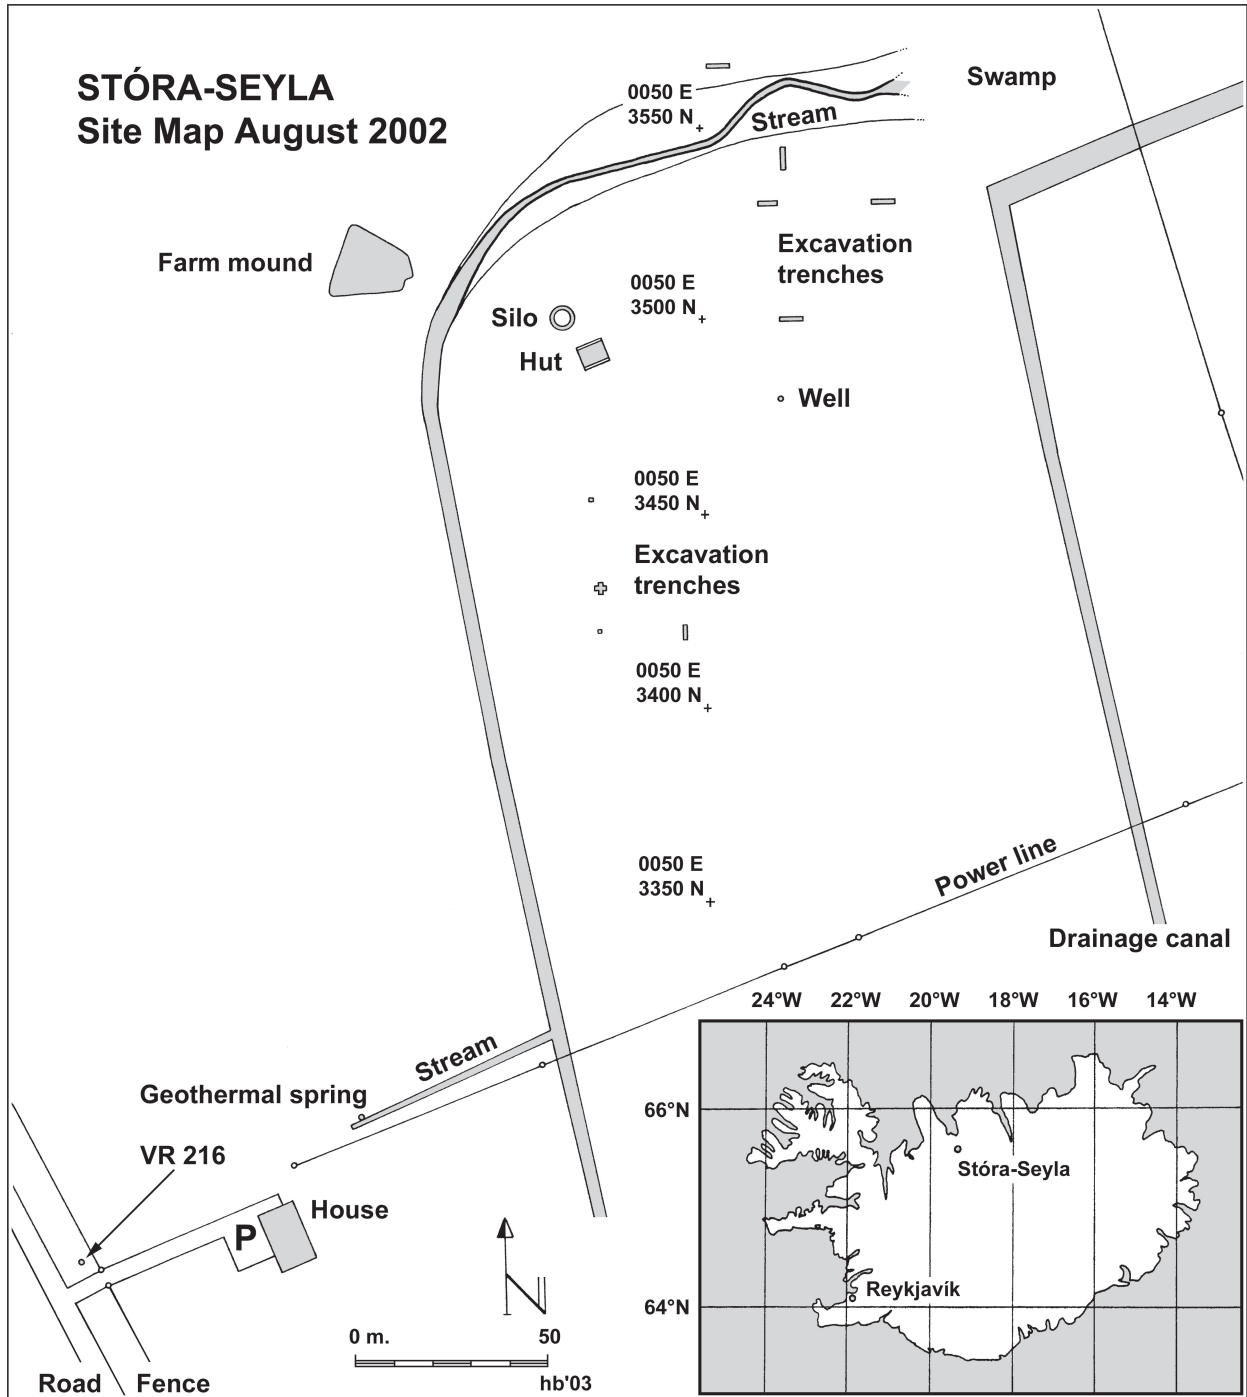 STÓRA-SEYLA
Site Map August 2002
Swamp
0050 E
3550 N
Stream
Farm mound
Excavation
trenches
0050 E
3500 N
Silo
Hut
Well
0050 E
3450 N
Excavation
trenches
0050 E
3400 N
0050 E
3350 N
Power line
Drainage canal
Stream
Geothermal spring
VR 216
House
P
N
0 m.
50
hb'03
Road
Fence
24°W
22°W
20°W
18°W
16°W
14°W
66°N
Stóra-Seyla
Reykjavík
64°N